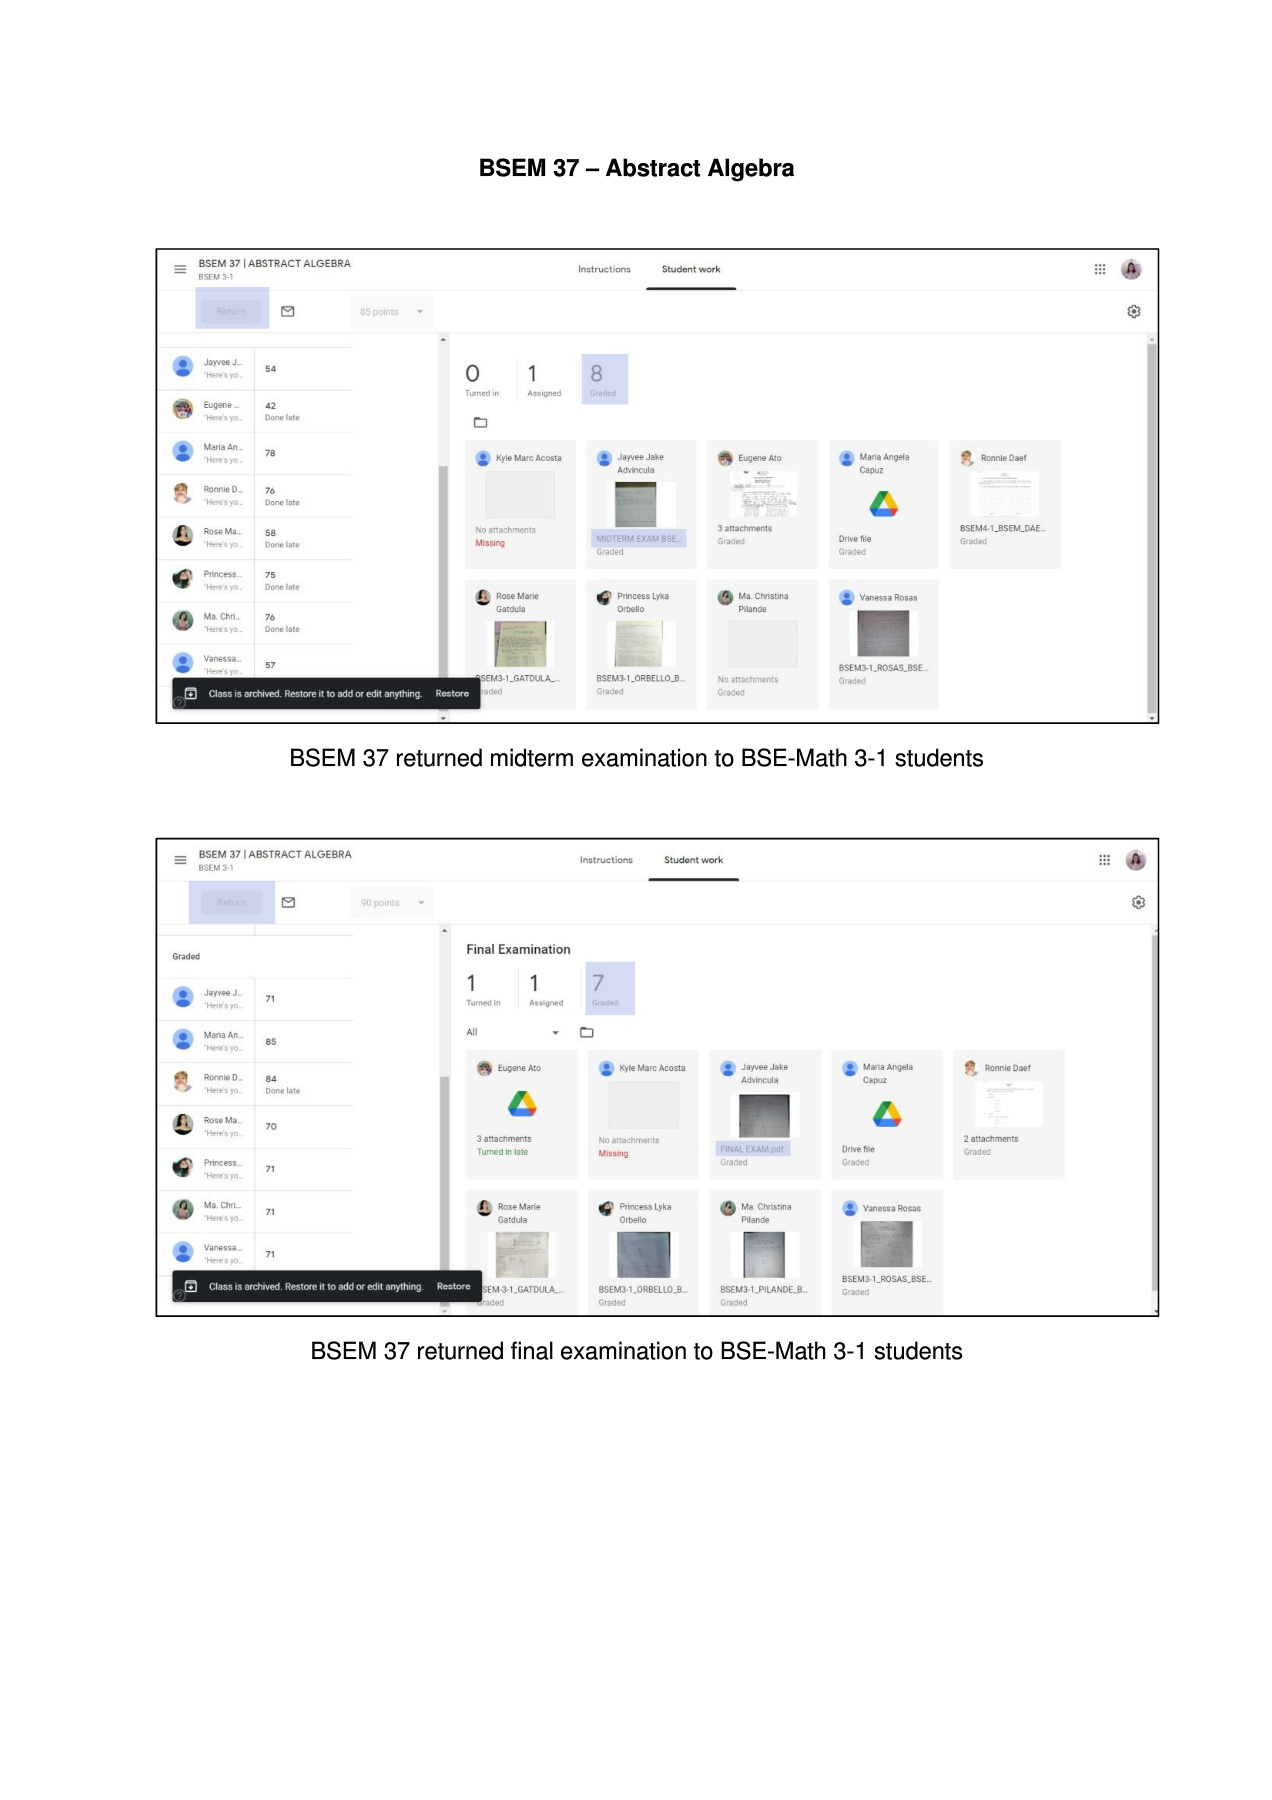 BSEM 37 – Abstract Algebra
BSEM 37 | ABSTRACT ALGEBRA
BSEM 3-1
Instructions
Student work
Return
85 points
Jayvee J...
"Here's yo...
54
Eugene ...
"Here's yo...
42
Done late
Maria An...
"Here's yo...
78
Ronnie D...
"Here's yo...
76
Done late
Rose Ma...
"Here's yo...
58
Done late
Princess...
"Here's yo...
75
Done late
Ma. Chri...
"Here's yo...
76
Done late
Vanessa...
"Here's yo...
57
Class is archived. Restore it to add or edit anything.
Restore
0
Turned in
1
Assigned
8
Graded
Kyle Marc Acosta
No attachments
Missing
Jayvee Jake
Advincula
MIDTERM EXAM BSE...
Graded
Eugene Ato
3 attachments
Graded
Maria Angela
Capuz
Drive file
Graded
Ronnie Daef
BSEM4-1_BSEM_DAE...
Graded
Rose Marie
Gatdula
BSEM3-1_GATDULA_...
Graded
Princess Lyka
Orbello
BSEM3-1_ORBELLO_B...
Graded
Ma. Christina
Pilande
No attachments
Graded
Vanessa Rosas
BSEM3-1_ROSAS_BSE...
Graded
BSEM 37 returned midterm examination to BSE-Math 3-1 students
BSEM 37 | ABSTRACT ALGEBRA
BSEM 3-1
Instructions
Student work
Return
90 points
Graded
Jayvee J...
"Here's yo...
71
Maria An...
"Here's yo...
85
Ronnie D...
"Here's yo...
84
Done late
Rose Ma...
"Here's yo...
70
Princess...
"Here's yo...
71
Ma. Chri...
"Here's yo...
71
Vanessa...
"Here's yo...
71
Class is archived. Restore it to add or edit anything.
Restore
Final Examination
1
Turned in
1
Assigned
7
Graded
All
Eugene Ato
3 attachments
Turned in late
Kyle Marc Acosta
No attachments
Missing
Jayvee Jake
Advincula
FINAL EXAM.pdf
Graded
Maria Angela
Capuz
Drive file
Graded
Ronnie Daef
2 attachments
Graded
Rose Marie
Gatdula
BSEM-3-1_GATDULA_...
Graded
Princess Lyka
Orbello
BSEM3-1_ORBELLO_B...
Graded
Ma. Christina
Pilande
BSEM3-1_PILANDE_B...
Graded
Vanessa Rosas
BSEM3-1_ROSAS_BSE...
Graded
BSEM 37 returned final examination to BSE-Math 3-1 students